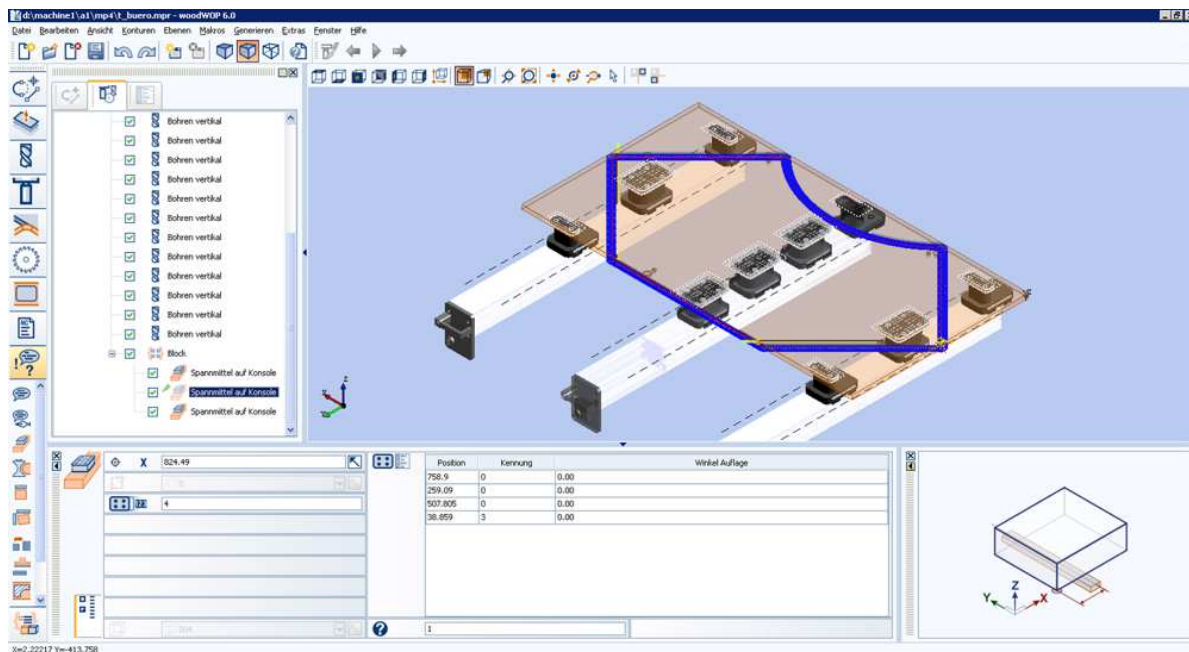 d:\machine1\a1\mp4\t_buero.mpr - woodWOP 6.0
Datei Bearbeiten Ansicht Konturen Ebenen Makros Generieren Extras Fenster Hilfe
Bohren vertikal
Bohren vertikal
Bohren vertikal
Bohren vertikal
Bohren vertikal
Bohren vertikal
Bohren vertikal
Bohren vertikal
Bohren vertikal
Bohren vertikal
Bohren vertikal
Bohren vertikal
Block
Spannmittel auf Konsole
Spannmittel auf Konsole
Spannmittel auf Konsole
X 824.49
123 4
Position Kennung Winkel Auflage
758.9 0 0.00
259.09 0 0.00
507.805 0 0.00
38.859 3 0.00
1
Z
Y X
X=2.22217 Y=-413.758